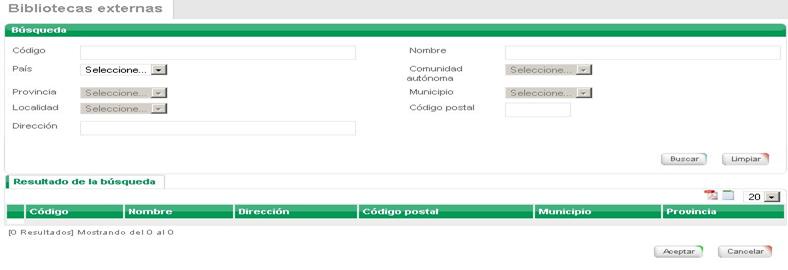 Bibliotecas externas
Búsqueda
Código Nombre
País Seleccione... Comunidad autónoma Seleccione...
Provincia Seleccione... Municipio Seleccione...
Localidad Seleccione... Código postal
Dirección
Buscar Limpiar
Resultado de la búsqueda
20
Código Nombre Dirección Código postal Municipio Provincia
[0 Resultados] Mostrando del 0 al 0
Aceptar Cancelar